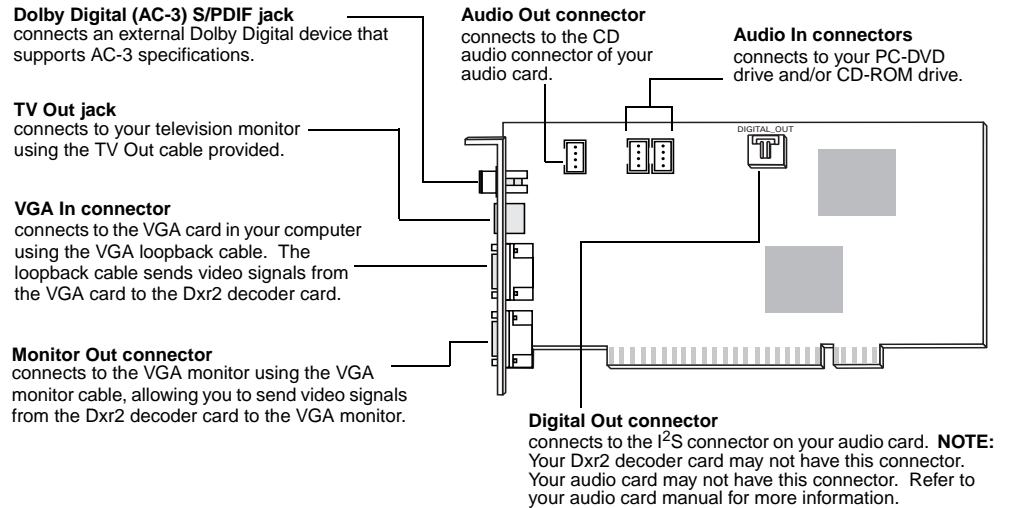 Dolby Digital (AC-3) S/PDIF jack
connects an external Dolby Digital device that
supports AC-3 specifications.
TV Out jack
connects to your television monitor
using the TV Out cable provided.
VGA In connector
connects to the VGA card in your computer
using the VGA loopback cable. The
loopback cable sends video signals from
the VGA card to the Dxr2 decoder card.
Monitor Out connector
connects to the VGA monitor using the VGA
monitor cable, allowing you to send video signals
from the Dxr2 decoder card to the VGA monitor.
Audio Out connector
connects to the CD
audio connector of your
audio card.
Audio In connectors
connects to your PC-DVD
drive and/or CD-ROM drive.
DIGITAL_OUT
Digital Out connector
connects to the I²S connector on your audio card. NOTE:
Your Dxr2 decoder card may not have this connector.
Your audio card may not have this connector. Refer to
your audio card manual for more information.